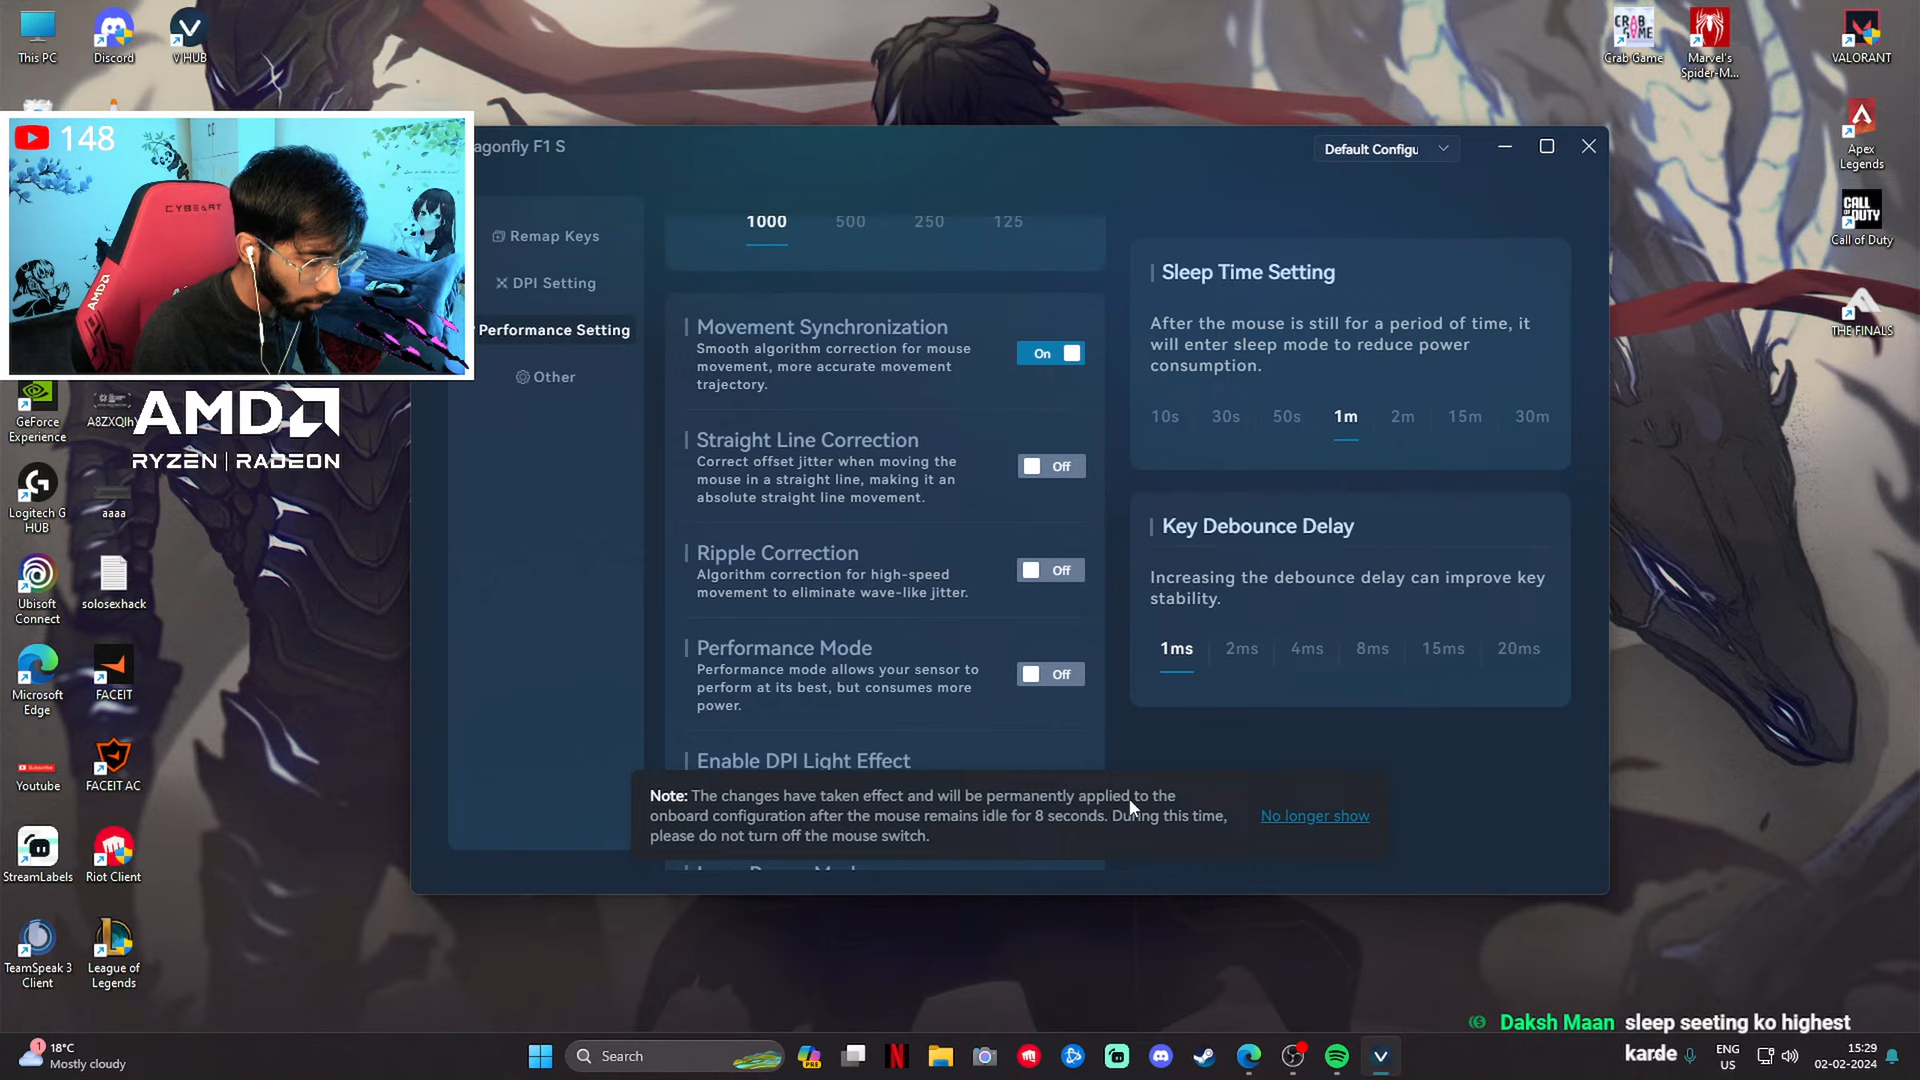 This PC
Discord
V HUB
Crab Game
Marvel's
Spider-M...
VALORANT
148
CYBEART
AMD
agonfly F1 S
Default Configu
1000 500 250 125
Remap Keys
DPI Setting
Performance Setting
Other
Movement Synchronization
Smooth algorithm correction for mouse
movement, more accurate movement
trajectory.
On
Straight Line Correction
Correct offset jitter when moving the
mouse in a straight line, making it an
absolute straight line movement.
Off
Ripple Correction
Algorithm correction for high-speed
movement to eliminate wave-like jitter.
Off
Performance Mode
Performance mode allows your sensor to
perform at its best, but consumes more
power.
Off
Enable DPI Light Effect
Sleep Time Setting
After the mouse is still for a period of time, it
will enter sleep mode to reduce power
consumption.
10s 30s 50s 1m 2m 15m 30m
Key Debounce Delay
Increasing the debounce delay can improve key
stability.
1ms 2ms 4ms 8ms 15ms 20ms
Note: The changes have taken effect and will be permanently applied to the
onboard configuration after the mouse remains idle for 8 seconds. During this time,
please do not turn off the mouse switch.
No longer show
Apex
Legends
CALL OF DUTY
Call of Duty
THE FINALS
AMD
RYZEN | RADEON
GeForce
Experience
A8ZXQIh
Logitech G
HUB
aaaa
Ubisoft
Connect
solosexhack
Microsoft
Edge
FACEIT
Youtube
FACEIT AC
StreamLabels
Riot Client
TeamSpeak 3
Client
League of
Legends
Daksh Maan sleep seeting ko highest
karde
18°C
Mostly cloudy
Search
ENG
US
15:29
02-02-2024